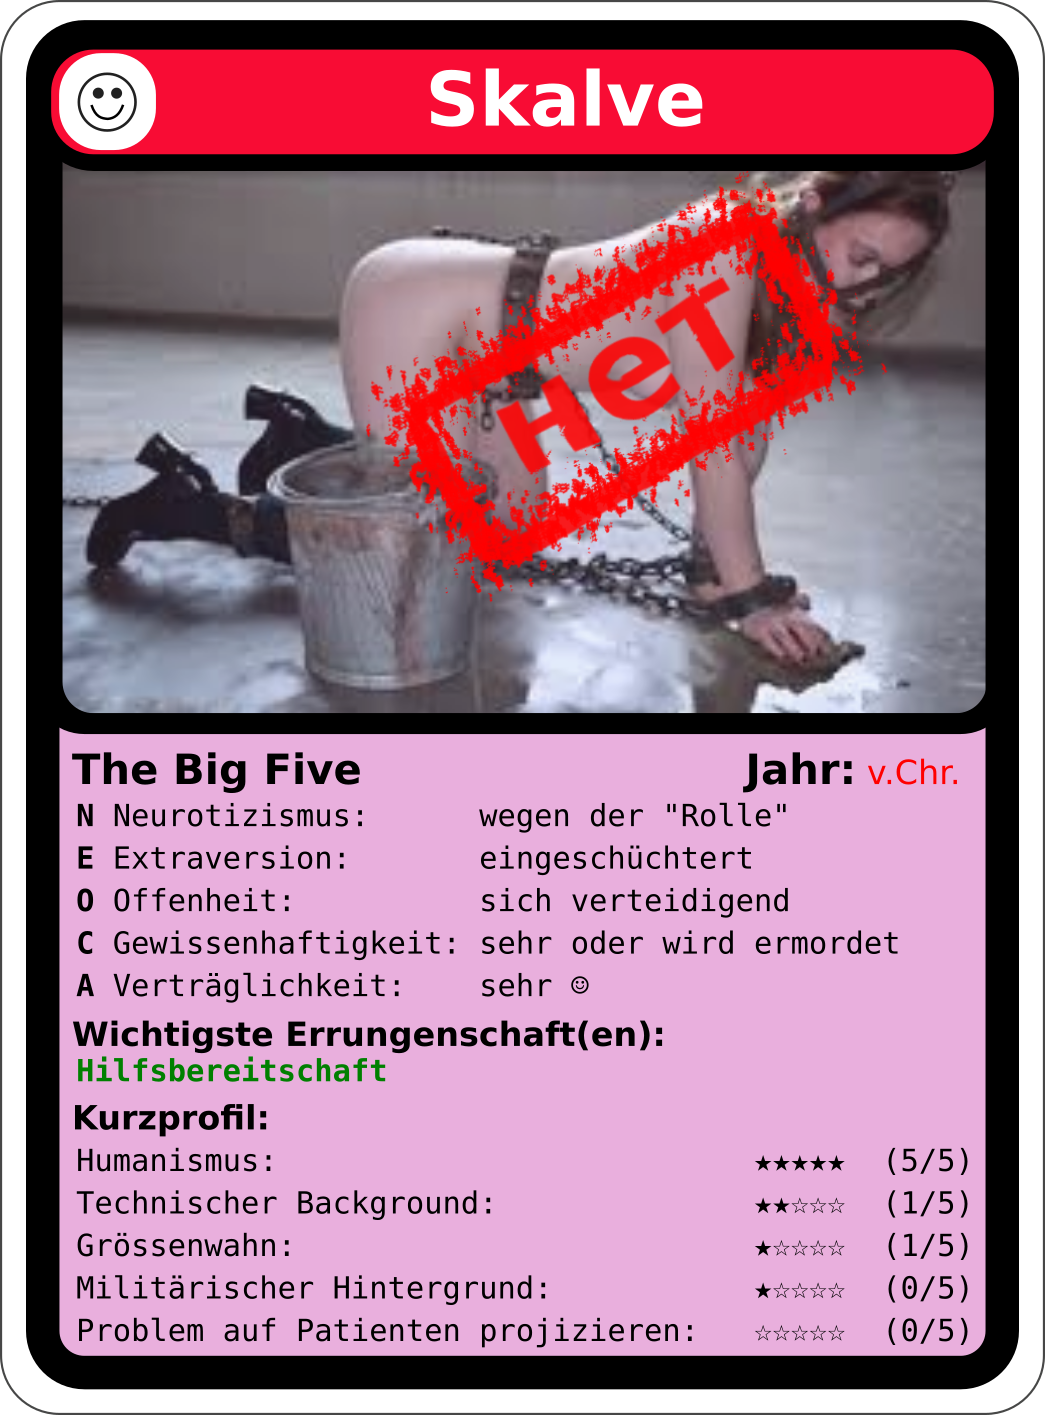 Skalve
нет
The Big Five Jahr: v.Chr.
N Neurotizismus: wegen der "Rolle"
E Extraversion: eingeschüchtert
O Offenheit: sich verteidigend
C Gewissenhaftigkeit: sehr oder wird ermordet
A Verträglichkeit: sehr ☺
Wichtigste Errungenschaft(en):
Hilfsbereitschaft
Kurzprofil:
Humanismus: ★★★★★ (5/5)
Technischer Background: ★★☆☆☆ (1/5)
Grössenwahn: ★☆☆☆☆ (1/5)
Militärischer Hintergrund: ★☆☆☆☆ (0/5)
Problem auf Patienten projizieren: ☆☆☆☆☆ (0/5)